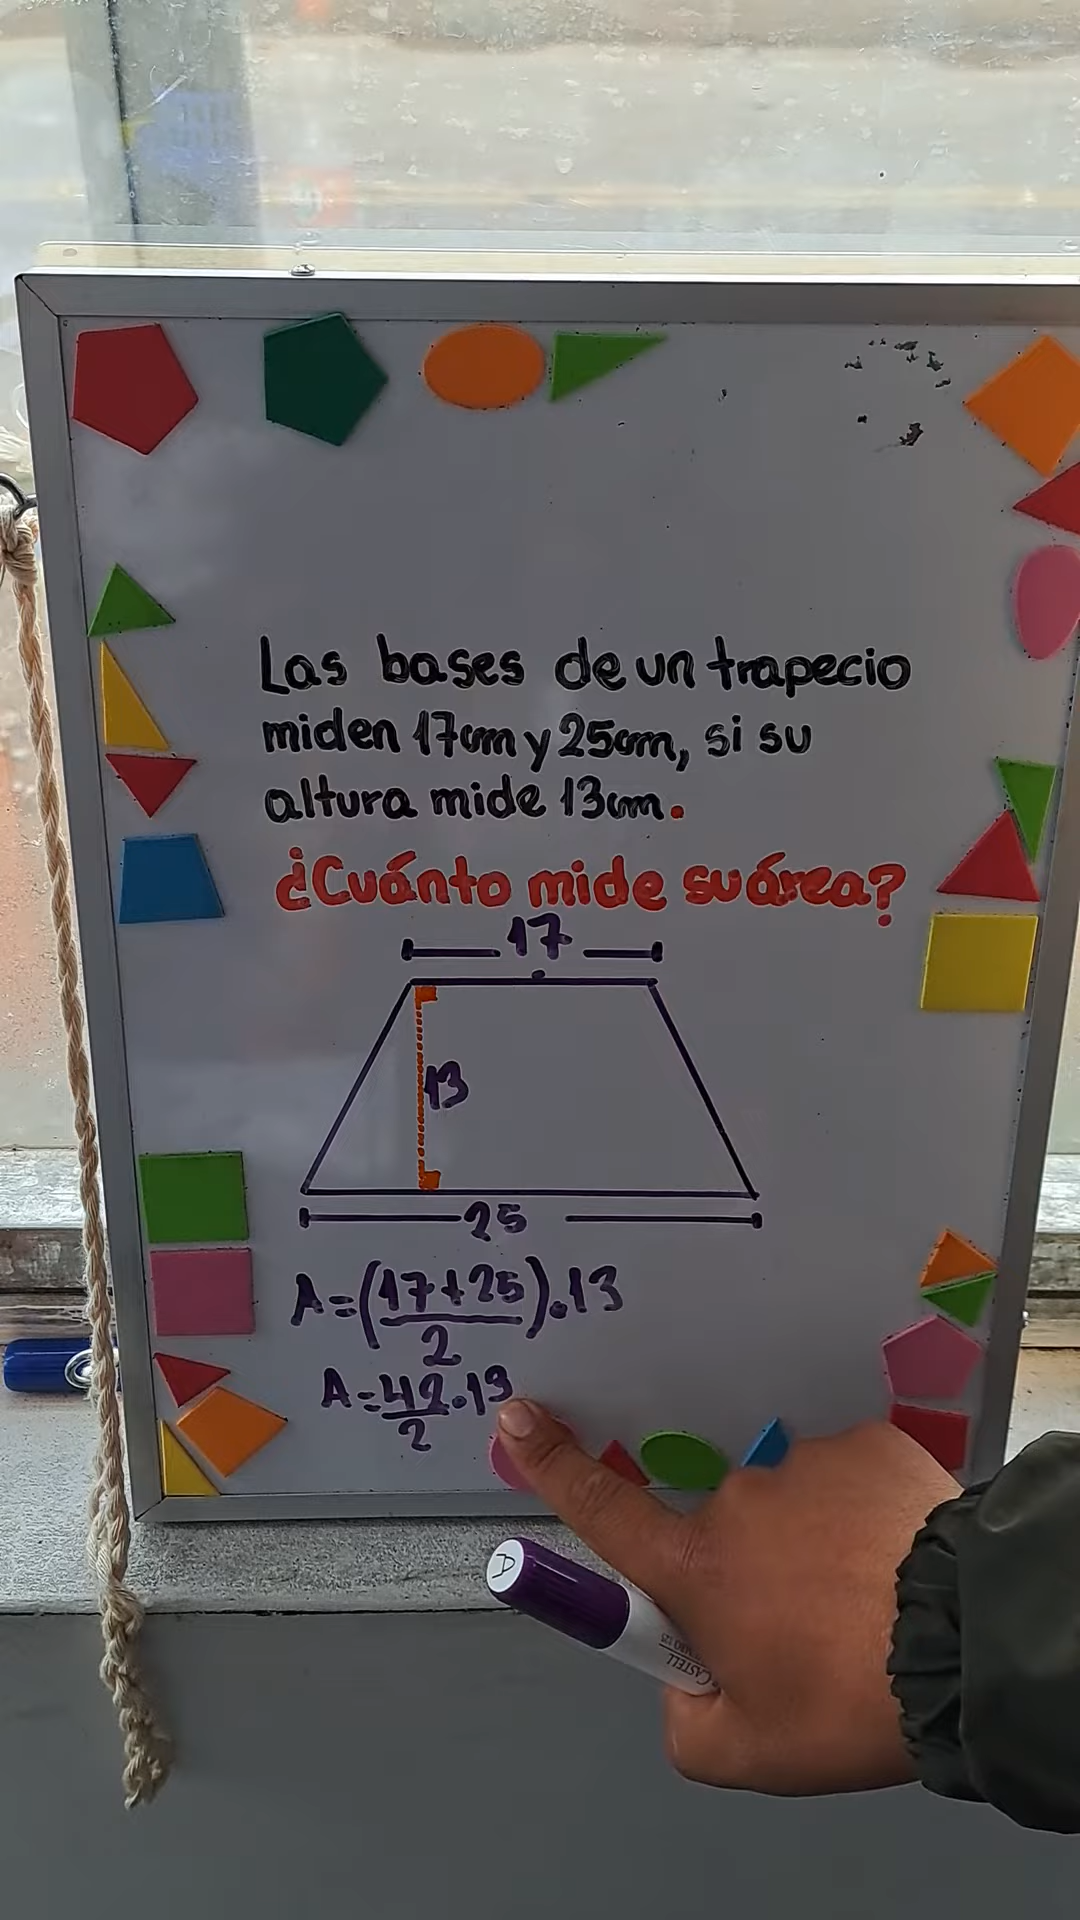 Las bases de un trapecio
miden 17cm y 25cm, si su
altura mide 13cm.
¿Cuánto mide su área?
17
13
25
A=(17+25/2).13
A=42/2.13
A
CASTELL